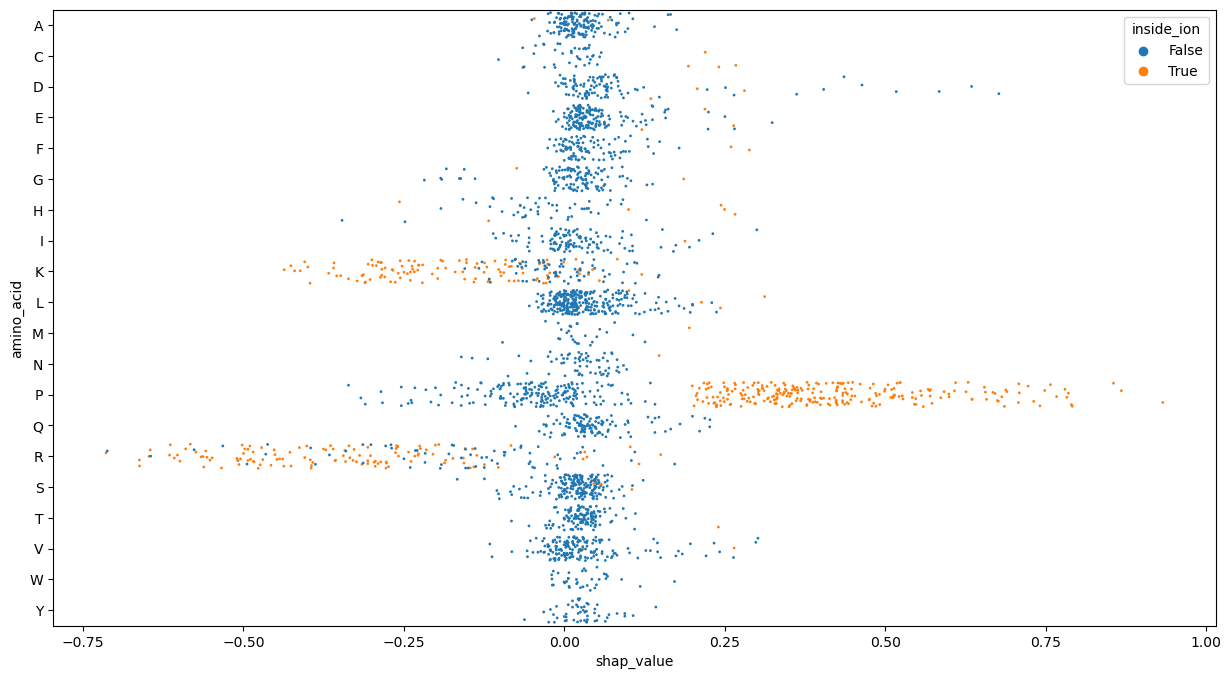 inside_ion
False
True
amino_acid
A
C
D
E
F
G
H
I
K
L
M
N
P
Q
R
S
T
V
W
Y
−0.75 −0.50 −0.25 0.00 0.25 0.50 0.75 1.00
shap_value